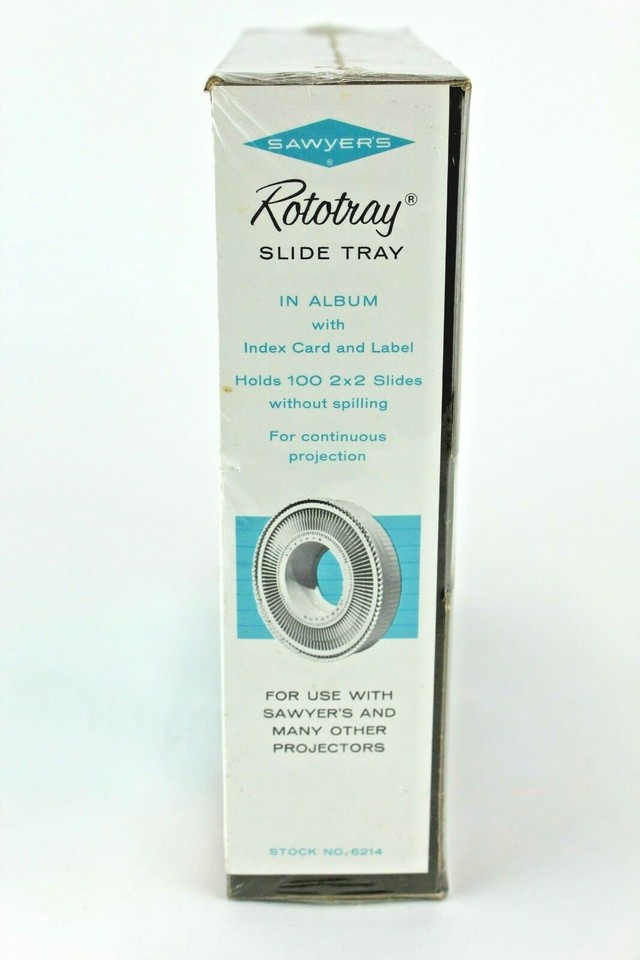 SAWYER'S
®
Rototray®
SLIDE TRAY
IN ALBUM
with
Index Card and Label
Holds 100 2x2 Slides
without spilling
For continuous
projection
FOR USE WITH
SAWYER'S AND
MANY OTHER
PROJECTORS
STOCK NO. 6214